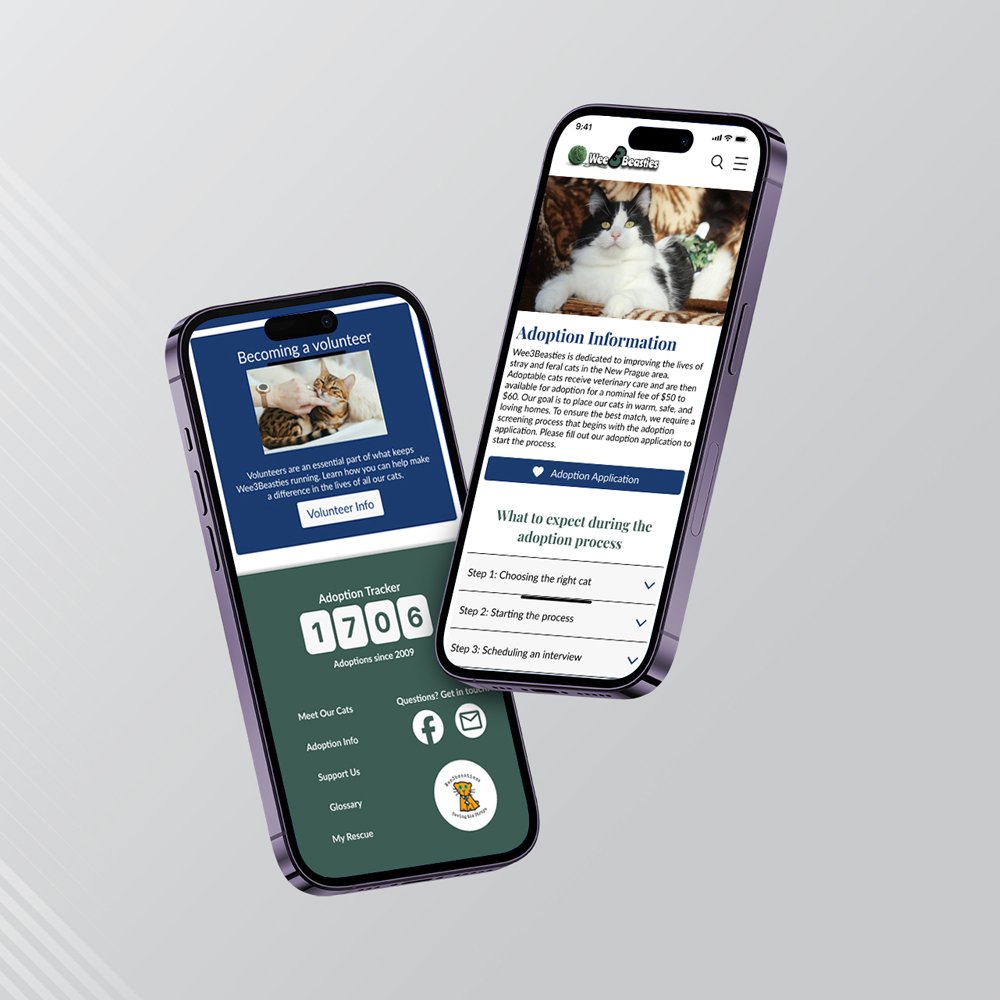 Becoming a volunteer
Volunteers are an essential part of what keeps
Wee3Beasties running. Learn how you can help make
a difference in the lives of all our cats.
Volunteer Info
Adoption Tracker
1706
Adoptions since 2009
Meet Our Cats
Adoption Info
Support Us
Glossary
My Rescue
Questions? Get in touch
9:41
Wee 3 Beasties
Adoption Information
Wee3Beasties is dedicated to improving the lives of
stray and feral cats in the New Prague area.
Adoptable cats receive veterinary care and are then
available for adoption for a nominal fee of $50 to
$60. Our goal is to place our cats in warm, safe, and
loving homes. To ensure the best match, we require a
screening process that begins with the adoption
application. Please fill out our adoption application to
start the process.
Adoption Application
What to expect during the
adoption process
Step 1: Choosing the right cat
Step 2: Starting the process
Step 3: Scheduling an interview